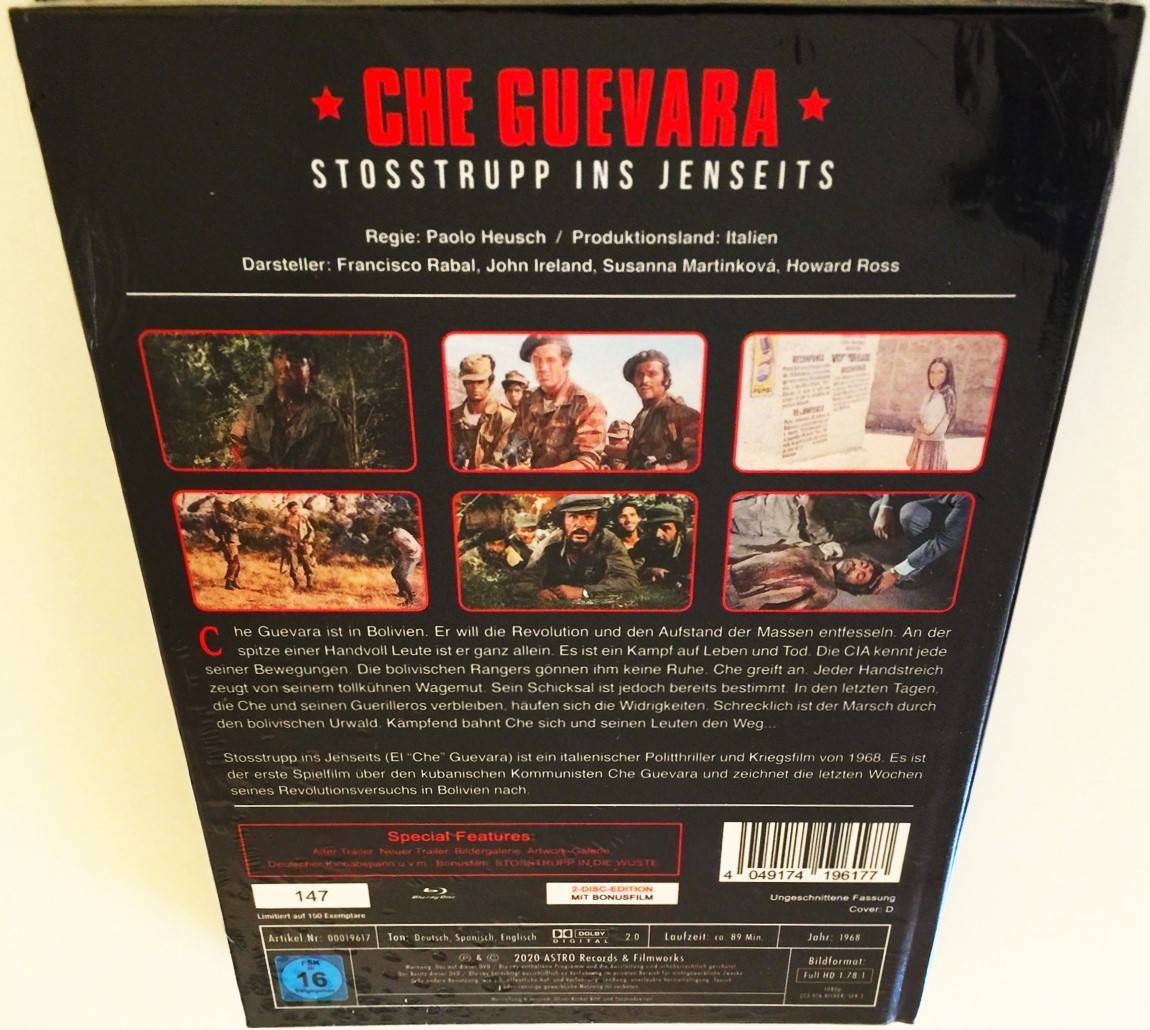 CHE GUEVARA
STOSSTRUPP INS JENSEITS
Regie: Paolo Heusch / Produktionsland: Italien
Darsteller: Francisco Rabal, John Ireland, Susanna Martinková, Howard Ross
Che Guevara ist in Bolivien. Er will die Revolution und den Aufstand der Massen entfesseln. An der
spitze einer Handvoll Leute ist er ganz allein. Es ist ein Kampf auf Leben und Tod. Die CIA kennt jede
seiner Bewegungen. Die bolivischen Rangers gönnen ihm keine Ruhe. Che greift an. Jeder Handstreich
zeugt von seinem tollkühnen Wagemut. Sein Schicksal ist jedoch bereits bestimmt. In den letzten Tagen,
die Che und seinen Guerilleros verbleiben, häufen sich die Widrigkeiten. Schrecklich ist der Marsch durch
den bolivischen Urwald. Kämpfend bahnt Che sich und seinen Leuten den Weg...
Stosstrupp ins Jenseits (El "Che" Guevara) ist ein italienischer Politthriller und Kriegsfilm von 1968. Es ist
der erste Spielfilm über den kubanischen Kommunisten Che Guevara und zeichnet die letzten Wochen
seines Revolutionsversuchs in Bolivien nach.
Special Features:
Alter Trailer, Neuer Trailer, Bildergalerie, Artwork-Galerie,
Deutscher Kinoabspann u.v.m., Bonusfilm: STOSSTRUPP IN DIE WÜSTE
4 049174 196177
147
Limitiert auf 150 Exemplare
Blu-ray Disc
2-DISC-EDITION
MIT BONUSFILM
Ungeschnittene Fassung
Cover: D
Artikel.Nr: 00019617
Ton: Deutsch, Spanisch, Englisch DOLBY DIGITAL 2.0
Laufzeit: ca. 89 Min.
Jahr: 1968
FSK
16
2020 ASTRO Records & Filmworks
Bildformat:
Full HD 1.78:1
1080p